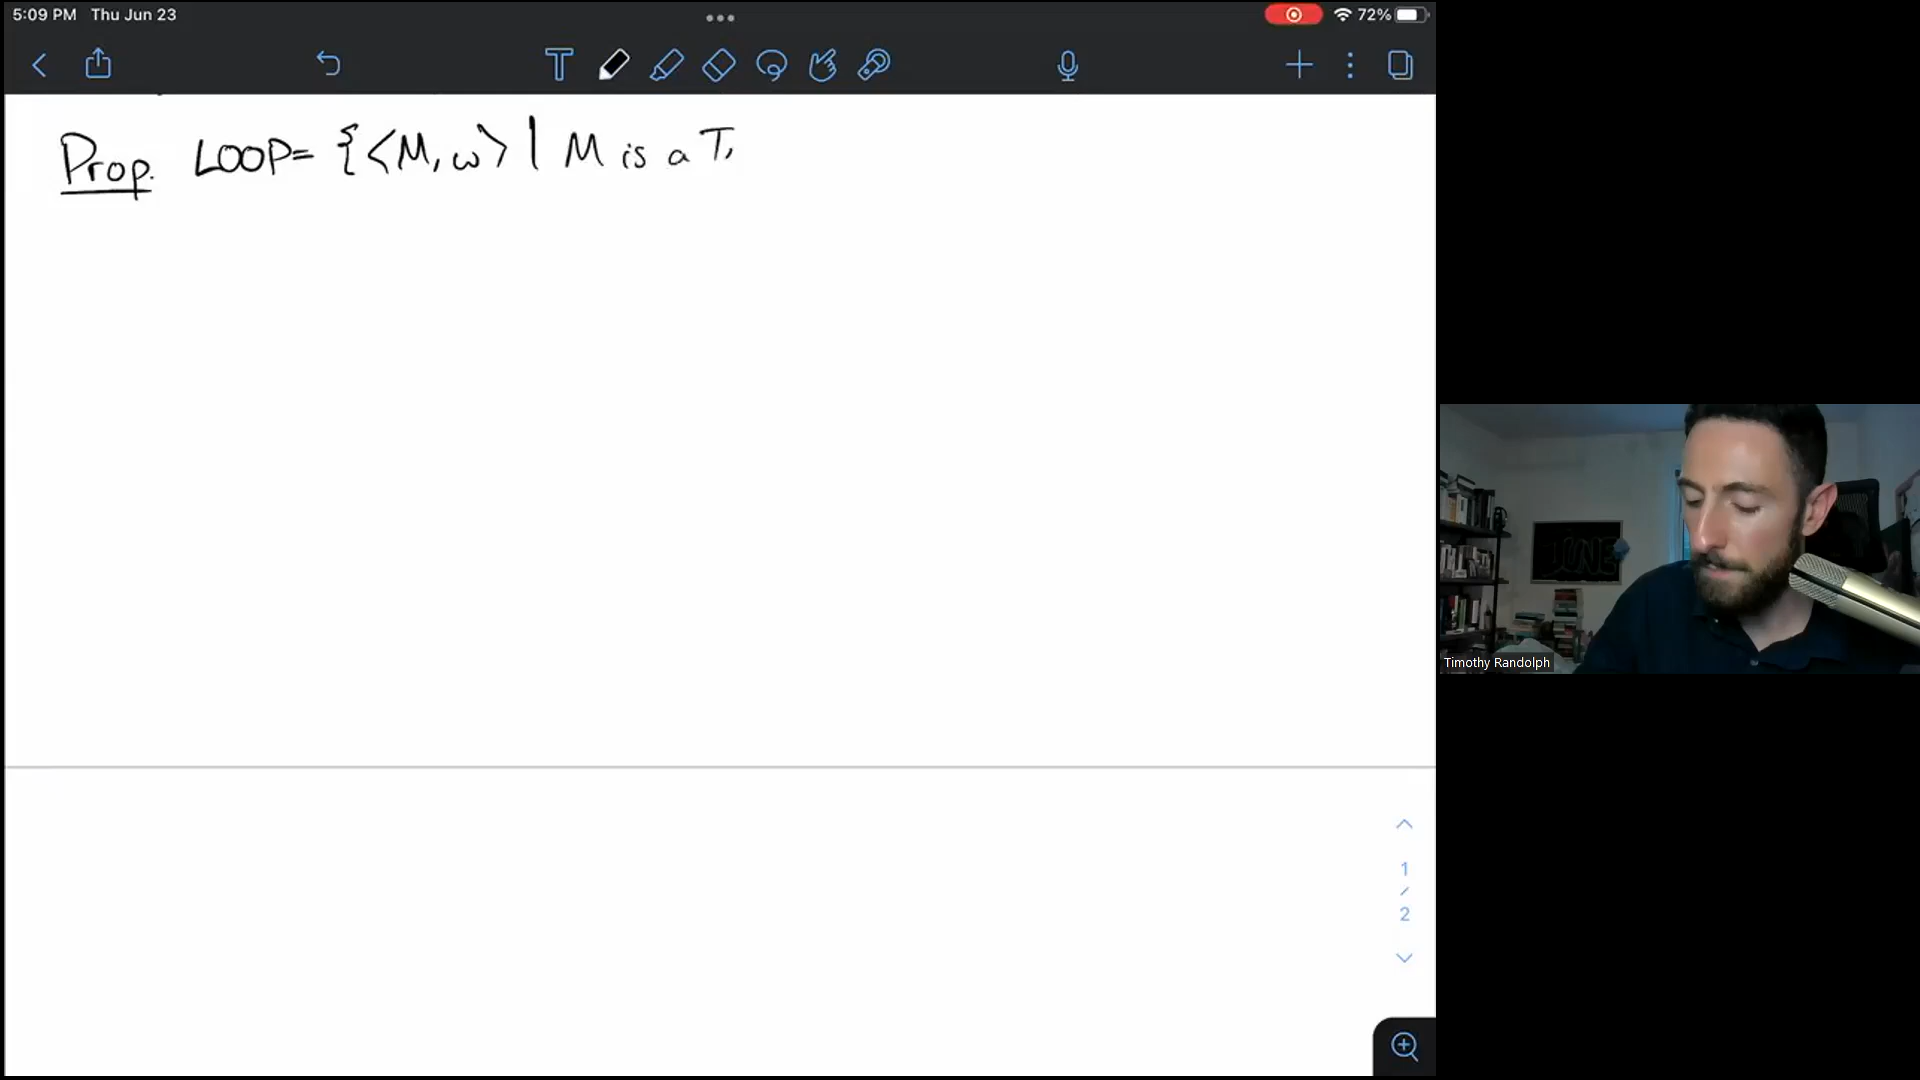 5:09 PM Thu Jun 23
72%
Prop. LOOP= {<M, w> | M is a T
1
/
2
Timothy Randolph